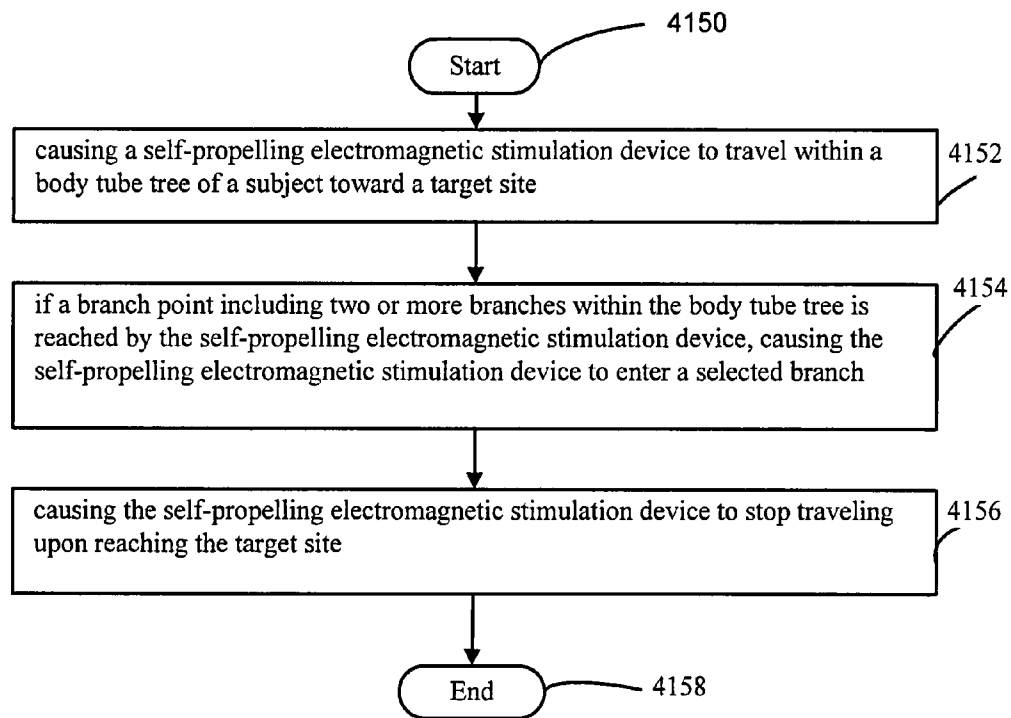 4150
Start
causing a self-propelling electromagnetic stimulation device to travel within a
body tube tree of a subject toward a target site
4152
if a branch point including two or more branches within the body tube tree is
reached by the self-propelling electromagnetic stimulation device, causing the
self-propelling electromagnetic stimulation device to enter a selected branch
4154
causing the self-propelling electromagnetic stimulation device to stop traveling
upon reaching the target site
4156
End
4158